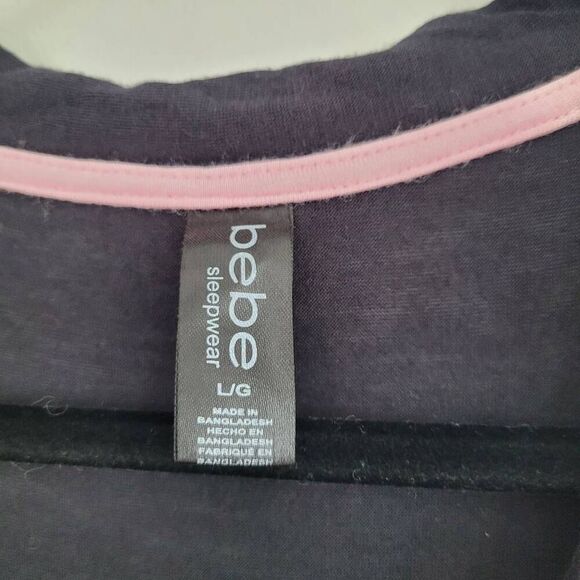 bebe
sleepwear
L/G
MADE IN
BANGLADESH
HECHO EN
BANGLADESH
FABRIQUÉ EN
BANGLADESH